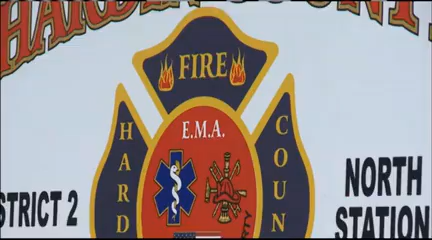 HARDIN COUNTY
FIRE
E.M.A.
HARD
COUN
STRICT 2
NORTH
STATION